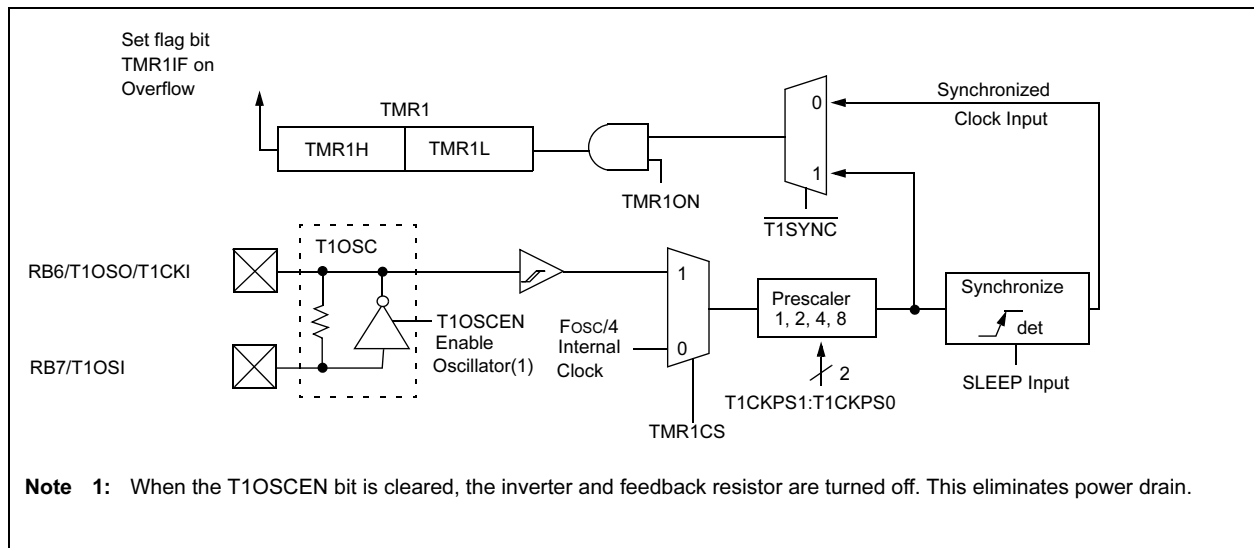 Set flag bit
TMR1IF on
Overflow
TMR1
TMR1H
TMR1L
TMR1ON
0
1
T1SYNC
Synchronized
Clock Input
T1OSC
RB6/T1OSO/T1CKI
RB7/T1OSI
T1OSCEN
Enable
Oscillator(1)
FOSC/4
Internal
Clock
1
0
TMR1CS
Prescaler
1, 2, 4, 8
2
T1CKPS1:T1CKPS0
Synchronize
det
SLEEP Input
Note 1: When the T1OSCEN bit is cleared, the inverter and feedback resistor are turned off. This eliminates power drain.